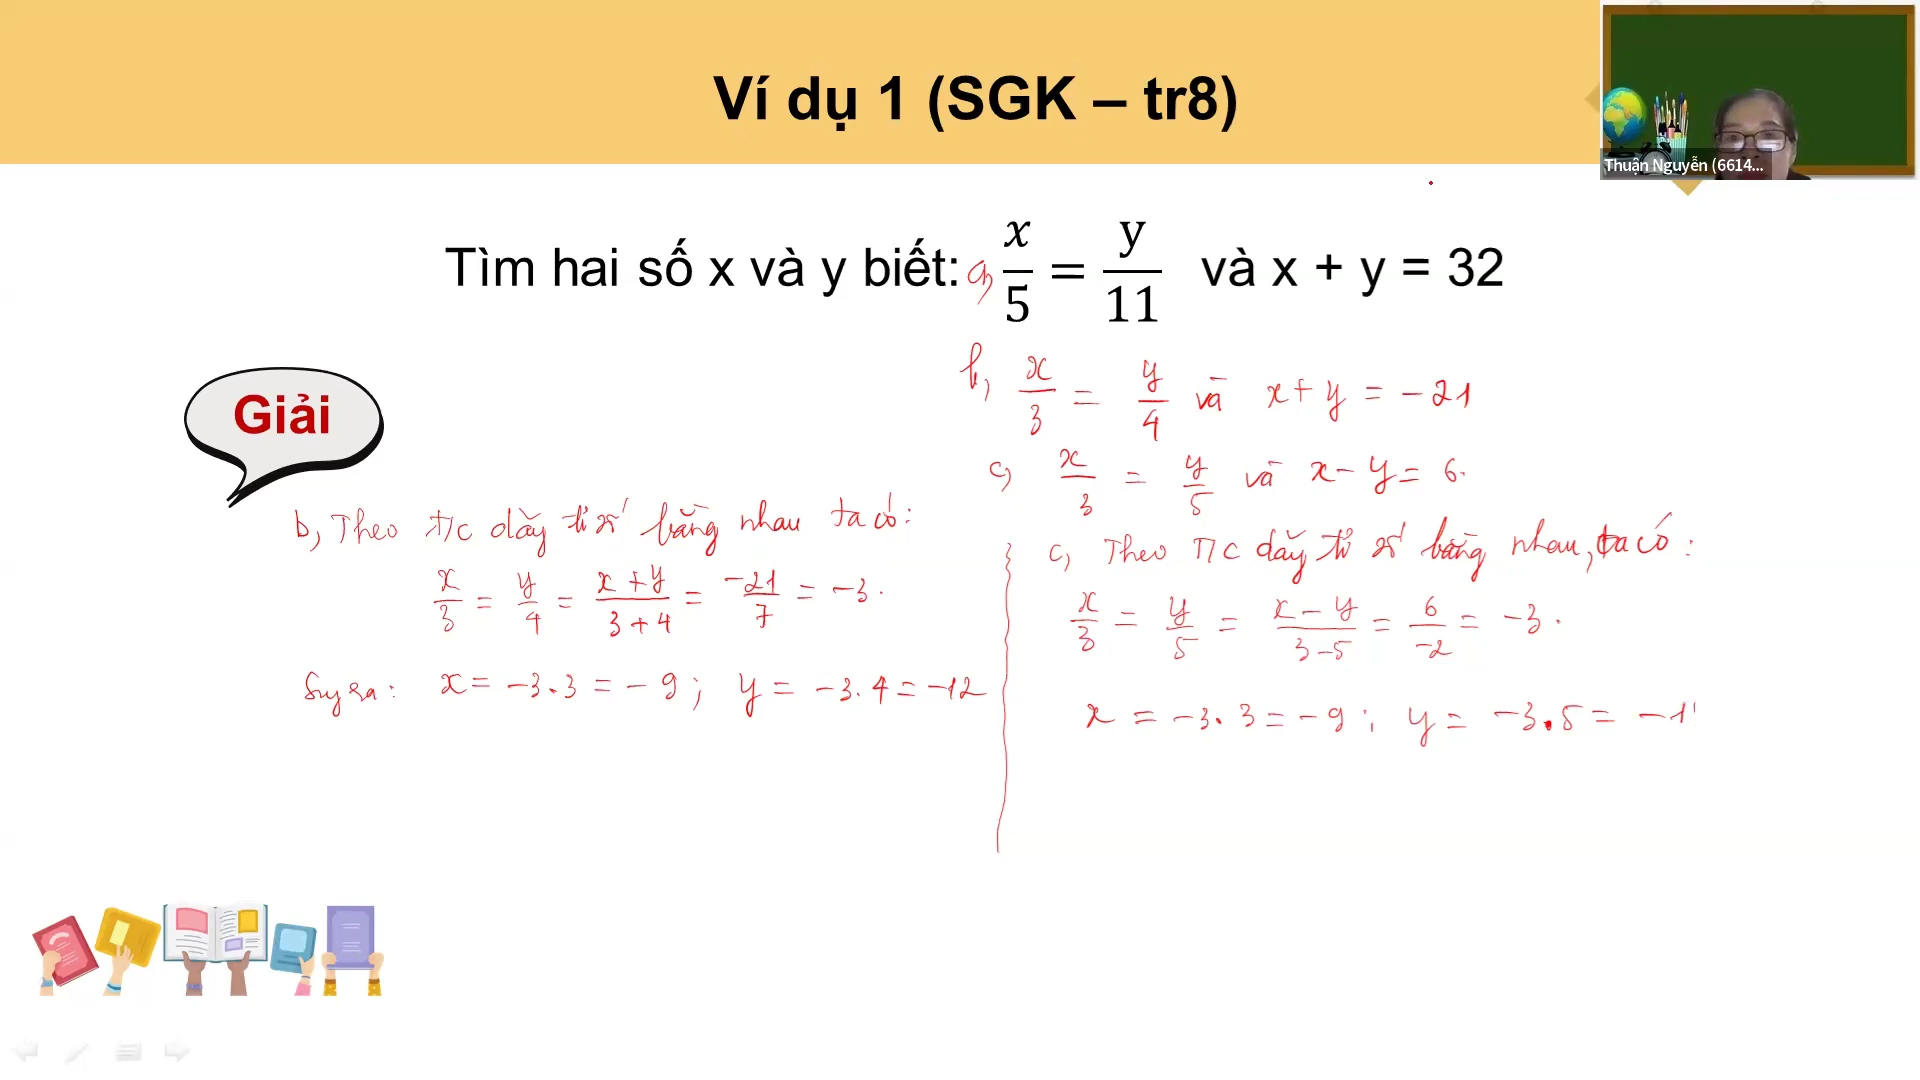 Ví dụ 1 (SGK – tr8)
Thuận Nguyễn (6614...
Tìm hai số x và y biết: a, x/5 = y/11 và x + y = 32
b, x/3 = y/4 và x + y = -21
c, x/3 = y/5 và x - y = 6.
Giải
b, Theo T/c dãy tỉ số bằng nhau ta có:
x/3 = y/4 = x + y / 3 + 4 = -21/7 = -3.
Suy ra: x = -3.3 = -9; y = -3.4 = -12
c, Theo T/c dãy tỉ số bằng nhau, ta có:
x/3 = y/5 = x - y / 3 - 5 = 6/-2 = -3.
x = -3.3 = -9; y = -3.5 = -1